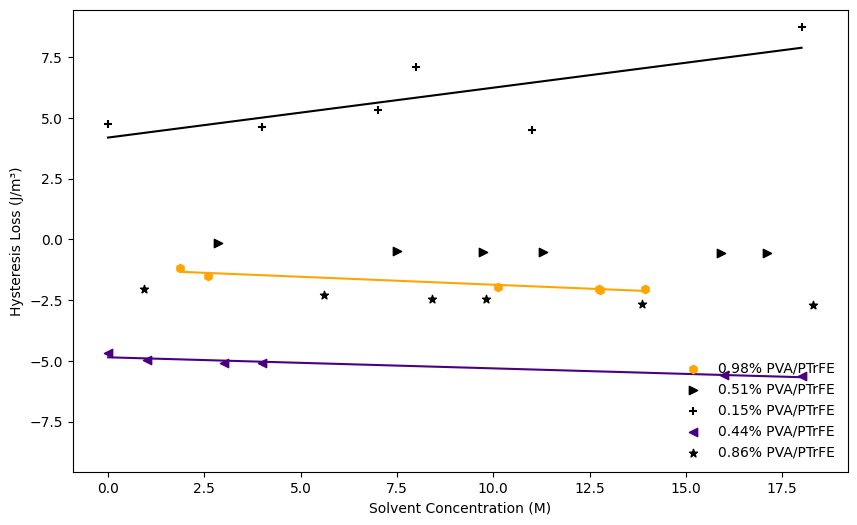 7.5
5.0
2.5
0.0
−2.5
−5.0
−7.5
Hysteresis Loss (J/m³)
0.98% PVA/PTrFE
0.51% PVA/PTrFE
0.15% PVA/PTrFE
0.44% PVA/PTrFE
0.86% PVA/PTrFE
0.0 2.5 5.0 7.5 10.0 12.5 15.0 17.5
Solvent Concentration (M)